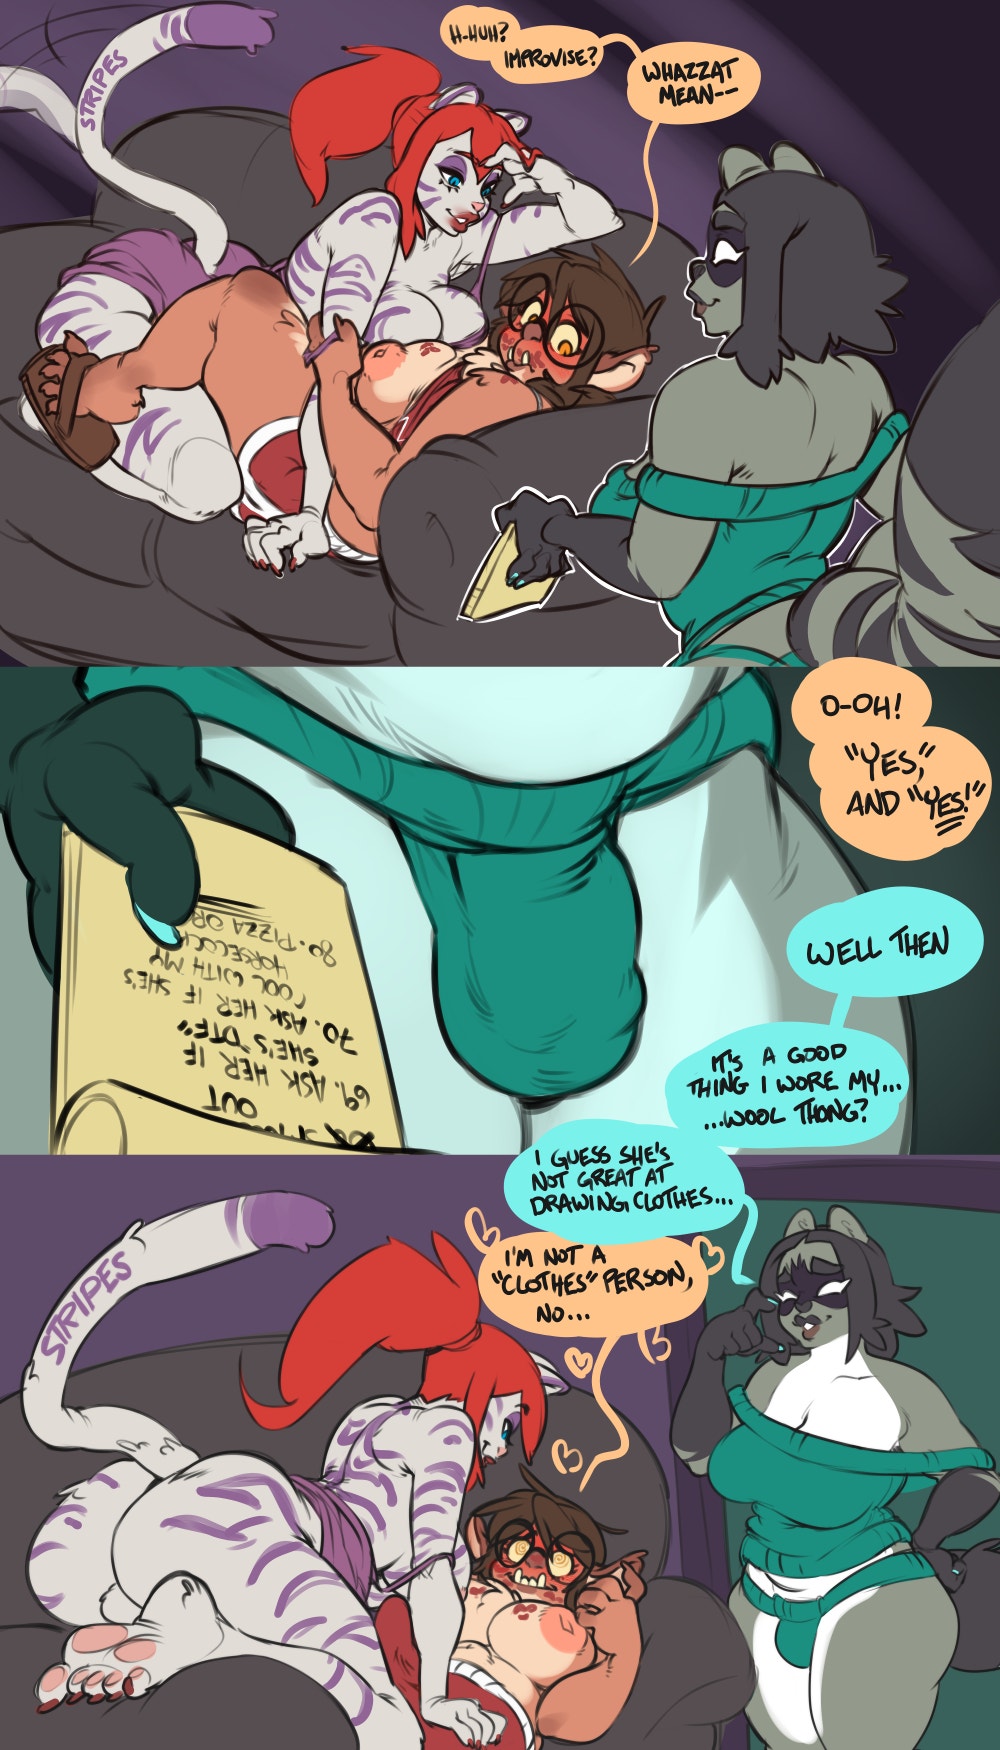 STRIPES
H-HUH?
IMPROVISE?
WHAZZAT
MEAN--
O-OH!
"YES,"
AND "YES!"
80. PIZZA OR
HORSECOCK
COOL WITH MY
70. ASK HER IF SHE'S
SHE'S "DTF"
69. ASK HER IF
OUT
WELL THEN
IT'S A GOOD
THING I WORE MY...
...WOOL THONG?
I GUESS SHE'S
NOT GREAT AT
DRAWING CLOTHES...
I'M NOT A
"CLOTHES" PERSON,
NO...
STRIPES